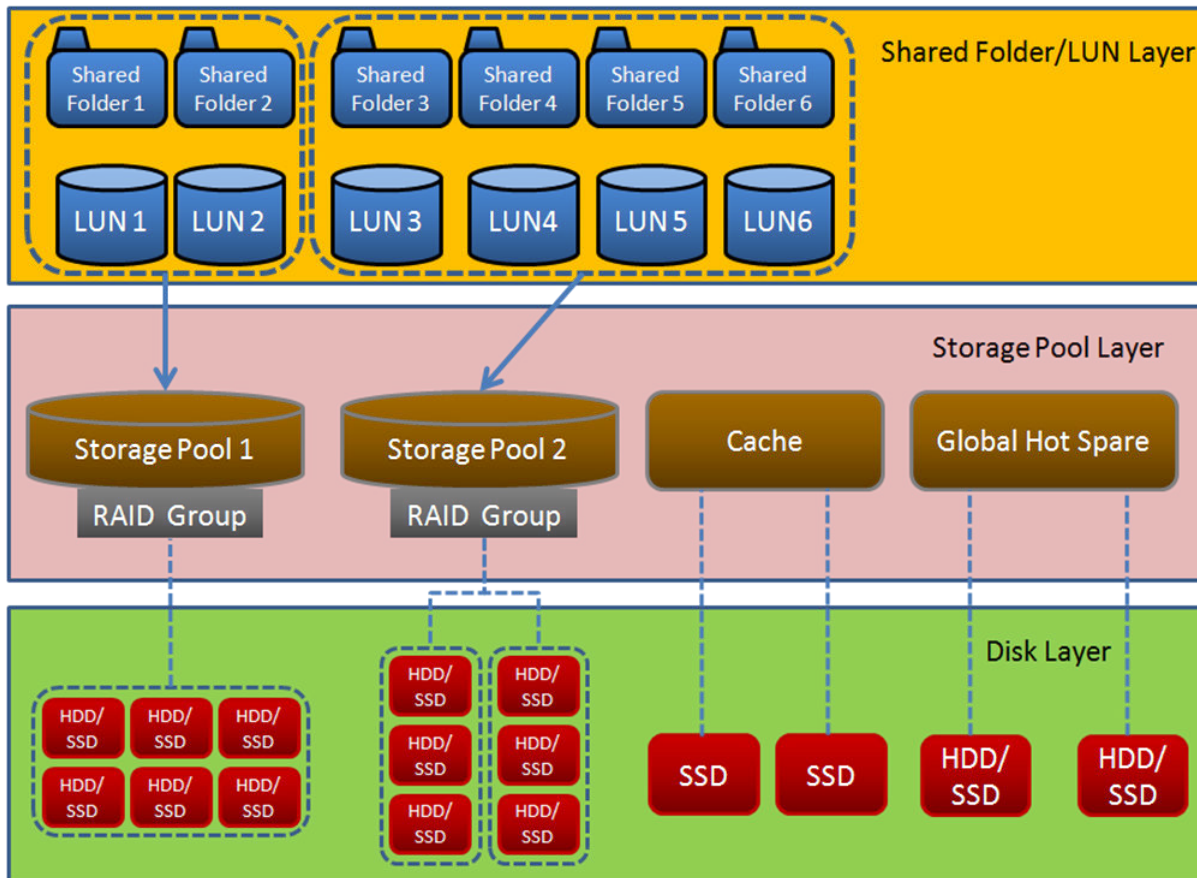 Shared Folder/LUN Layer
Shared
Folder 1
Shared
Folder 2
Shared
Folder 3
Shared
Folder 4
Shared
Folder 5
Shared
Folder 6
LUN 1
LUN 2
LUN 3
LUN4
LUN 5
LUN6
Storage Pool Layer
Storage Pool 1
RAID Group
Storage Pool 2
RAID Group
Cache
Global Hot Spare
Disk Layer
HDD/
SSD
HDD/
SSD
HDD/
SSD
HDD/
SSD
HDD/
SSD
HDD/
SSD
HDD/
SSD
HDD/
SSD
HDD/
SSD
HDD/
SSD
HDD/
SSD
HDD/
SSD
SSD
SSD
HDD/
SSD
HDD/
SSD